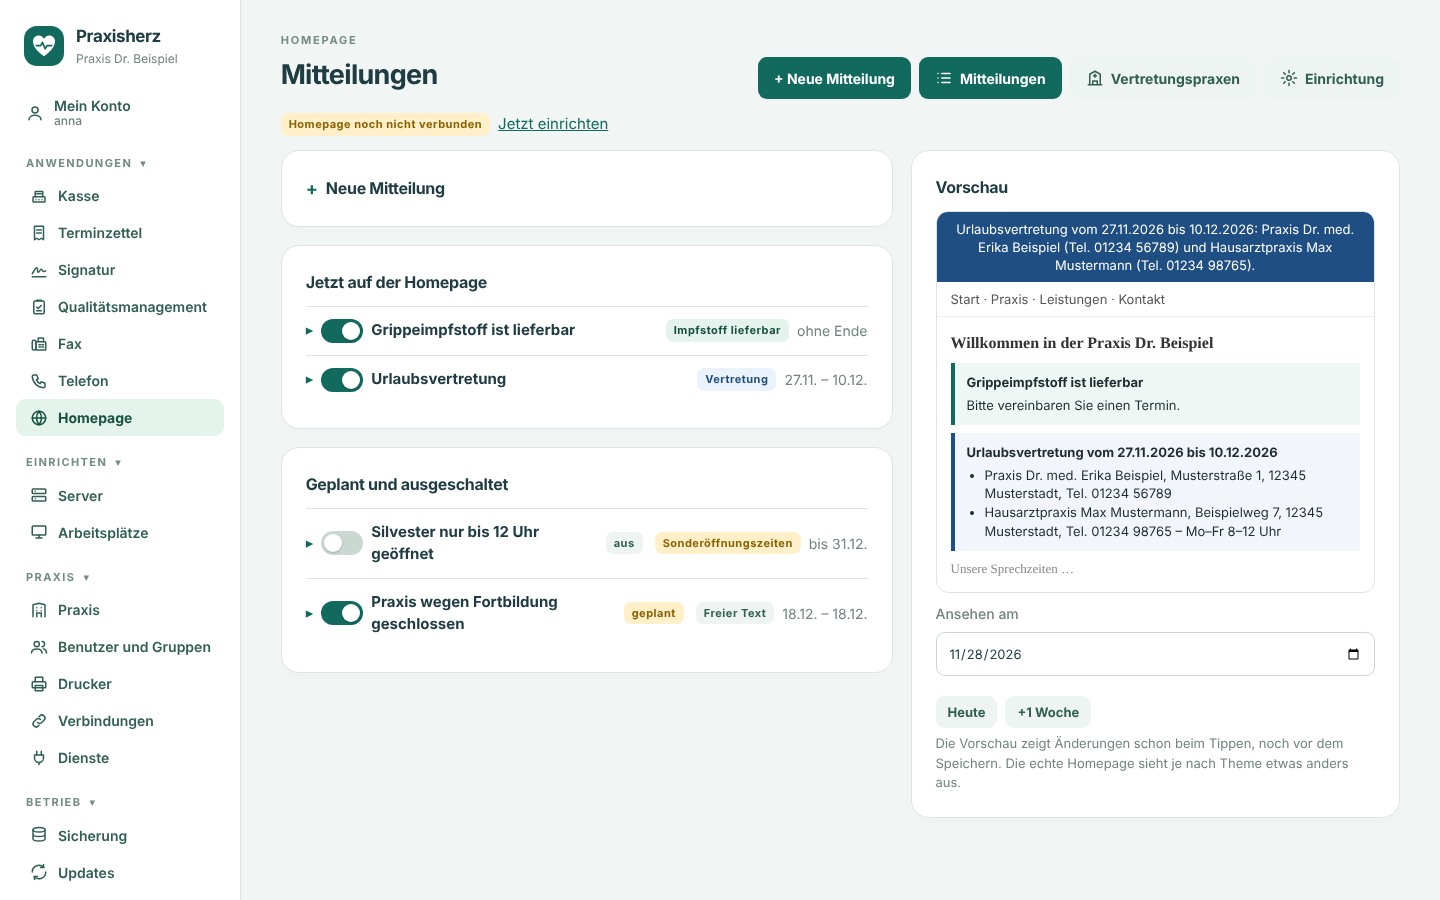 Praxisherz
Praxis Dr. Beispiel
Mein Konto
anna
ANWENDUNGEN ▾
Kasse
Terminzettel
Signatur
Qualitätsmanagement
Fax
Telefon
Homepage
EINRICHTEN ▾
Server
Arbeitsplätze
PRAXIS ▾
Praxis
Benutzer und Gruppen
Drucker
Verbindungen
Dienste
BETRIEB ▾
Sicherung
Updates
HOMEPAGE
Mitteilungen
+ Neue Mitteilung
Mitteilungen
Vertretungspraxen
Einrichtung
Homepage noch nicht verbunden Jetzt einrichten
+ Neue Mitteilung
Jetzt auf der Homepage
▸ Grippeimpfstoff ist lieferbar Impfstoff lieferbar ohne Ende
▸ Urlaubsvertretung Vertretung 27.11. – 10.12.
Geplant und ausgeschaltet
▸ Silvester nur bis 12 Uhr
geöffnet
aus Sonderöffnungszeiten bis 31.12.
▸ Praxis wegen Fortbildung
geschlossen
geplant Freier Text 18.12. – 18.12.
Vorschau
Urlaubsvertretung vom 27.11.2026 bis 10.12.2026: Praxis Dr. med.
Erika Beispiel (Tel. 01234 56789) und Hausarztpraxis Max
Mustermann (Tel. 01234 98765).
Start · Praxis · Leistungen · Kontakt
Willkommen in der Praxis Dr. Beispiel
Grippeimpfstoff ist lieferbar
Bitte vereinbaren Sie einen Termin.
Urlaubsvertretung vom 27.11.2026 bis 10.12.2026
• Praxis Dr. med. Erika Beispiel, Musterstraße 1, 12345
Musterstadt, Tel. 01234 56789
• Hausarztpraxis Max Mustermann, Beispielweg 7, 12345
Musterstadt, Tel. 01234 98765 – Mo–Fr 8–12 Uhr
Unsere Sprechzeiten …
Ansehen am
11/28/2026
Heute
+1 Woche
Die Vorschau zeigt Änderungen schon beim Tippen, noch vor dem
Speichern. Die echte Homepage sieht je nach Theme etwas anders
aus.